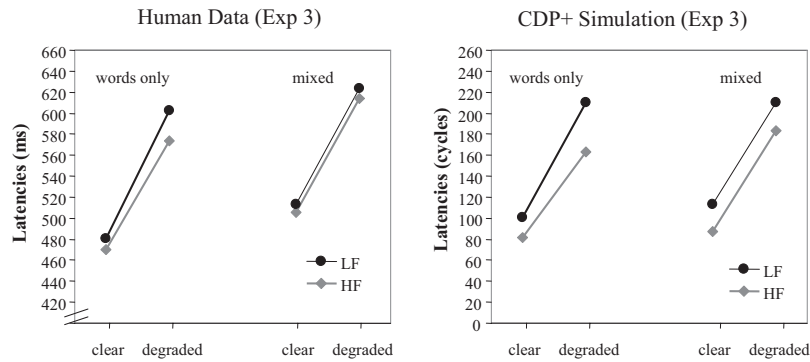 Human Data (Exp 3)
660
640
620
600
580
560
540
520
500
480
460
440
420
Latencies (ms)
words only
mixed
LF
HF
clear degraded clear degraded
CDP+ Simulation (Exp 3)
260
240
220
200
180
160
140
120
100
80
60
40
20
0
Latencies (cycles)
words only
mixed
LF
HF
clear degraded clear degraded